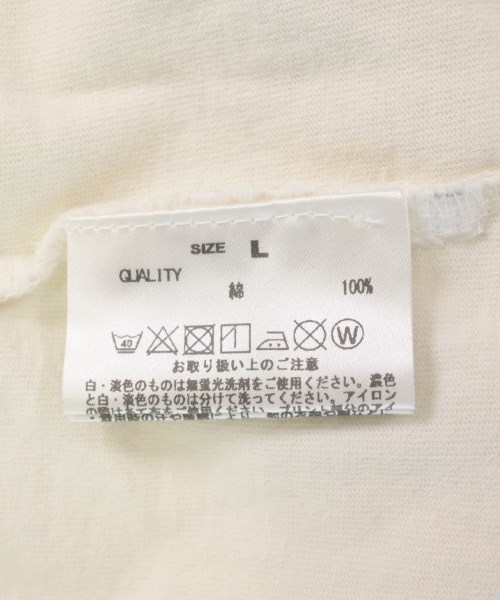 SIZE L
QUALITY
綿 100%
40 W
お取り扱い上のご注意
白・淡色のものは無蛍光洗剤をご使用ください。濃色
と白・淡色のものは分けて洗ってください。アイロン